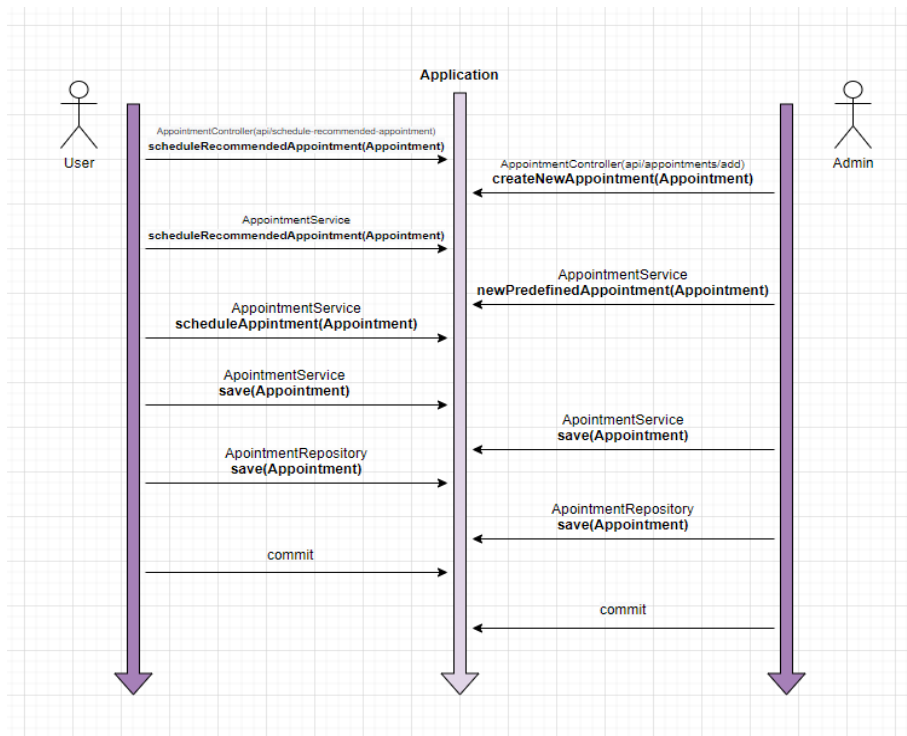 Application
User
Admin
AppointmentController(api/schedule-recommended-appointment)
scheduleRecommendedAppointment(Appointment)
AppointmentController(api/appointments/add)
createNewAppointment(Appointment)
AppointmentService
scheduleRecommendedAppointment(Appointment)
AppointmentService
newPredefinedAppointment(Appointment)
AppointmentService
scheduleAppintment(Appointment)
ApointmentService
save(Appointment)
ApointmentService
save(Appointment)
ApointmentRepository
save(Appointment)
ApointmentRepository
save(Appointment)
commit
commit